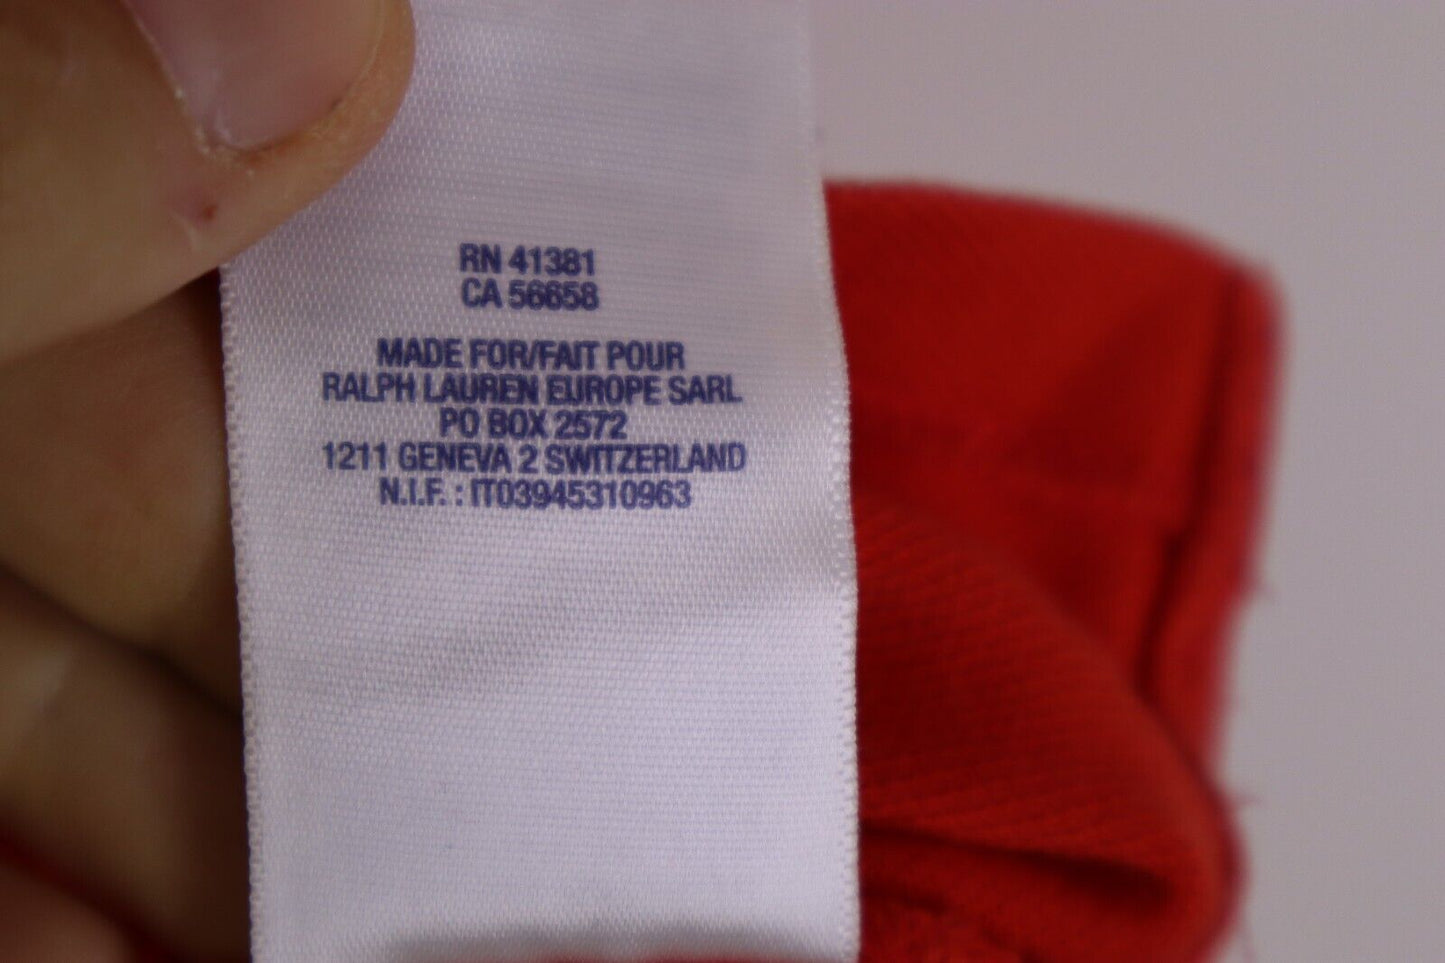 RN 41381
CA 56658
MADE FOR/FAIT POUR
RALPH LAUREN EUROPE SARL
PO BOX 2572
1211 GENEVA 2 SWITZERLAND
N.I.F. : IT03945310963